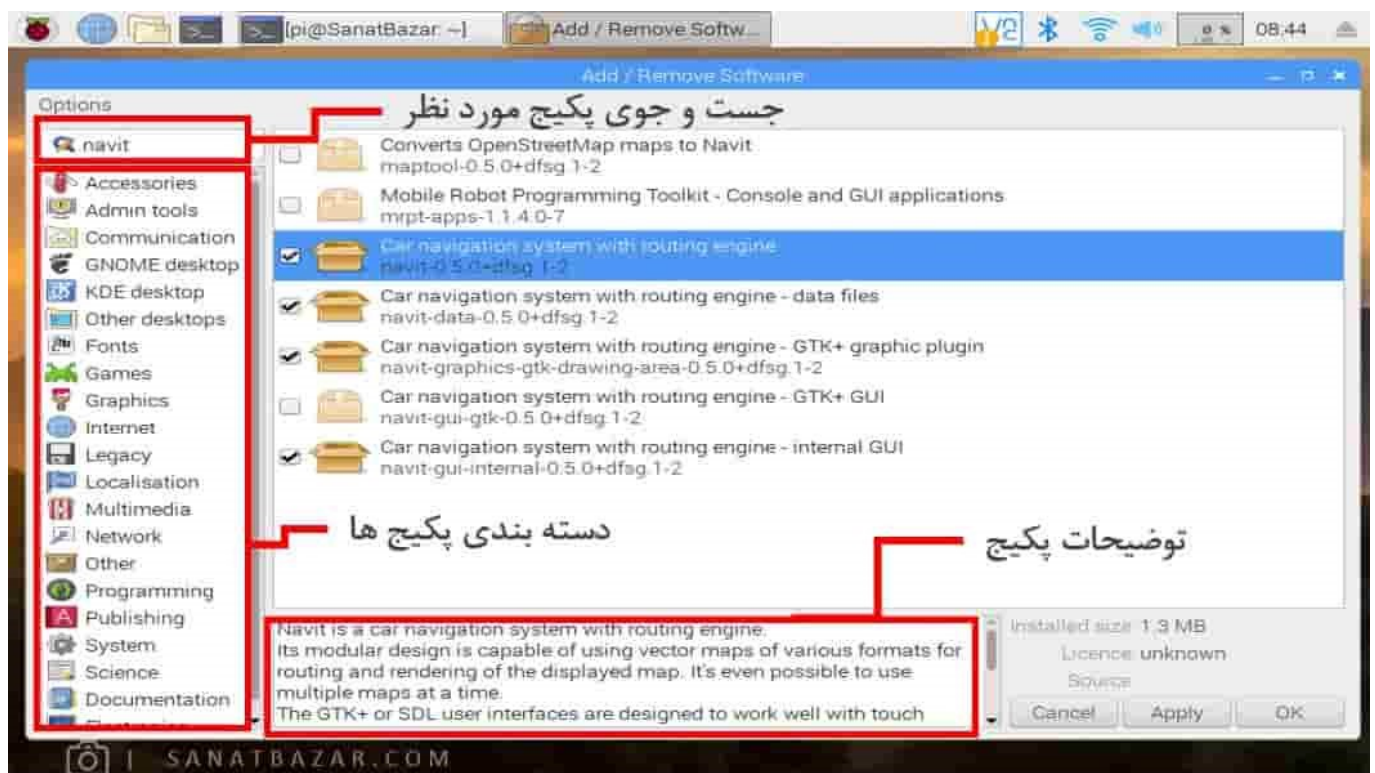 [pi@SanatBazar: ~]
Add / Remove Softw...
V2
0 %
08:44
Add / Remove Software
Options
جست و جوی پکیج مورد نظر
navit
Accessories
Admin tools
Communication
GNOME desktop
KDE desktop
Other desktops
Fonts
Games
Graphics
Internet
Legacy
Localisation
Multimedia
Network
Other
Programming
Publishing
System
Science
Documentation
Converts OpenStreetMap maps to Navit
maptool-0.5.0+dfsg.1-2
Mobile Robot Programming Toolkit - Console and GUI applications
mrpt-apps-1.1.4.0-7
Car navigation system with routing engine
navit-0.5.0+dfsg.1-2
Car navigation system with routing engine - data files
navit-data-0.5.0+dfsg.1-2
Car navigation system with routing engine - GTK+ graphic plugin
navit-graphics-gtk-drawing-area-0.5.0+dfsg.1-2
Car navigation system with routing engine - GTK+ GUI
navit-gui-gtk-0.5.0+dfsg.1-2
Car navigation system with routing engine - internal GUI
navit-gui-internal-0.5.0+dfsg.1-2
دسته بندی پکیج ها
توضیحات پکیج
Navit is a car navigation system with routing engine.
Its modular design is capable of using vector maps of various formats for
routing and rendering of the displayed map. It's even possible to use
multiple maps at a time.
The GTK+ or SDL user interfaces are designed to work well with touch
Installed size 1.3 MB
Licence unknown
Source
Cancel
Apply
OK
SANATBAZAR.COM